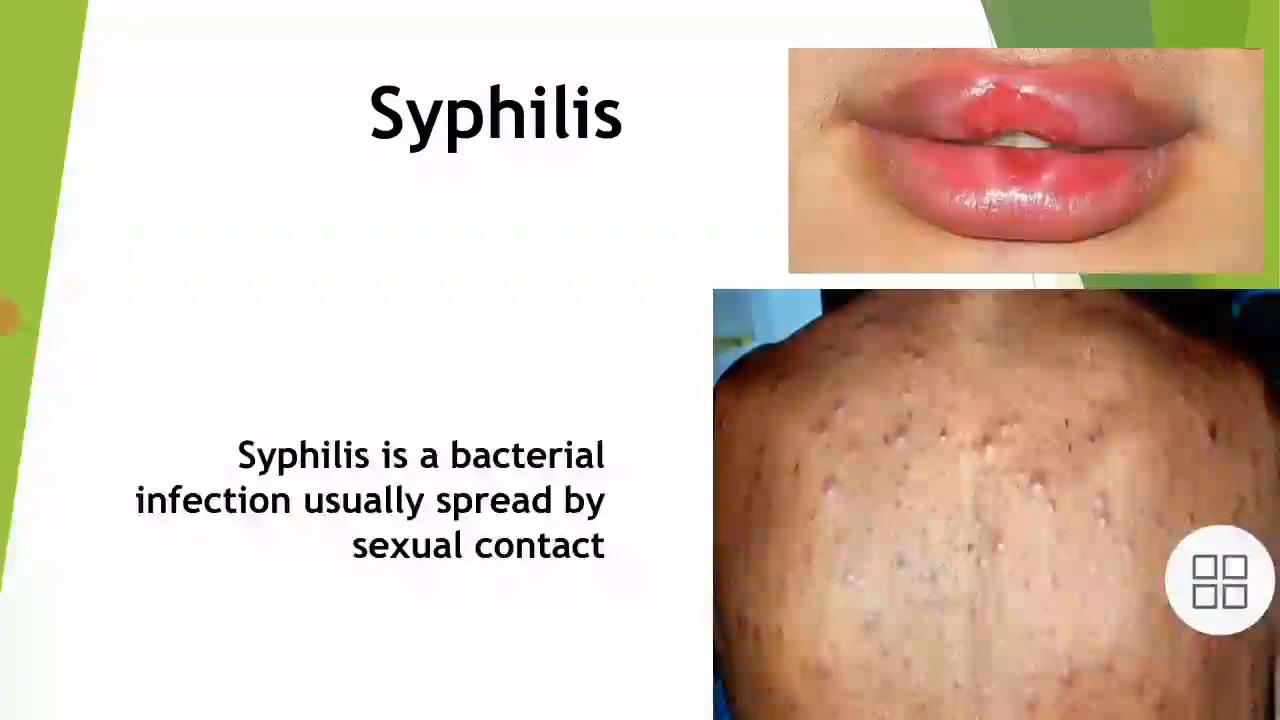 Syphilis
Syphilis is a bacterial
infection usually spread by
sexual contact